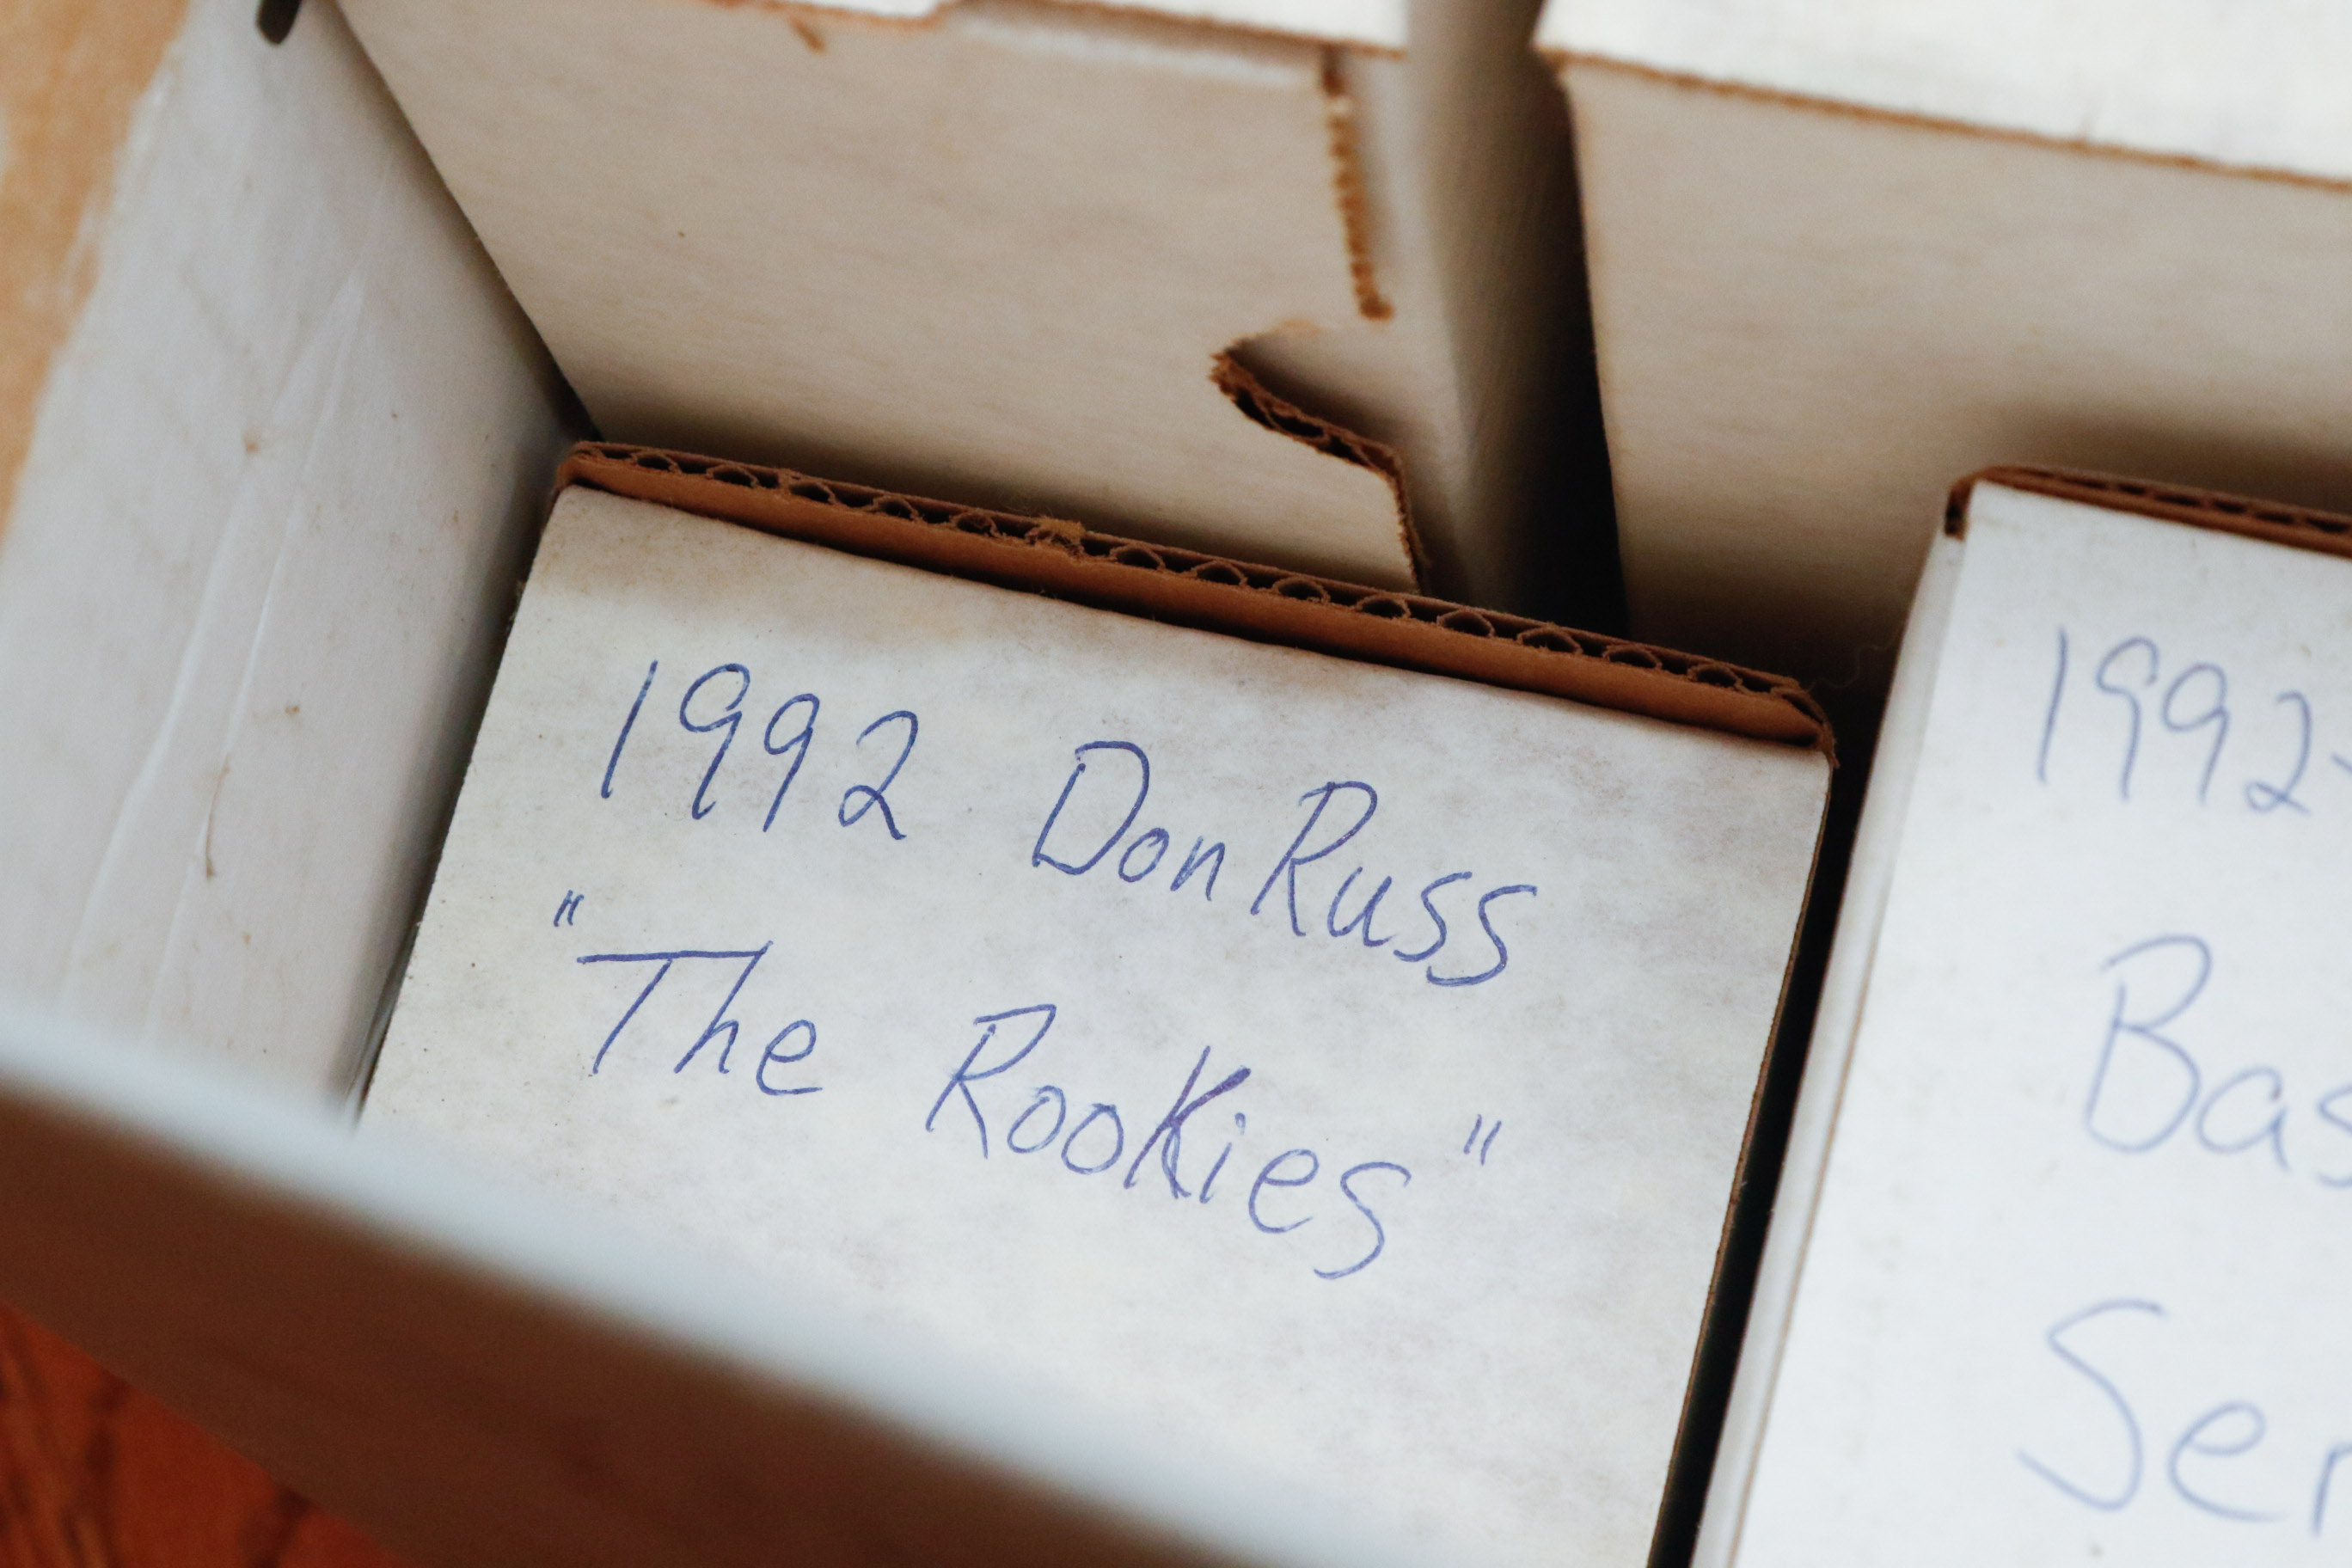 1992 DonRuss
"The RooKies"
1992-
Bas
Ser